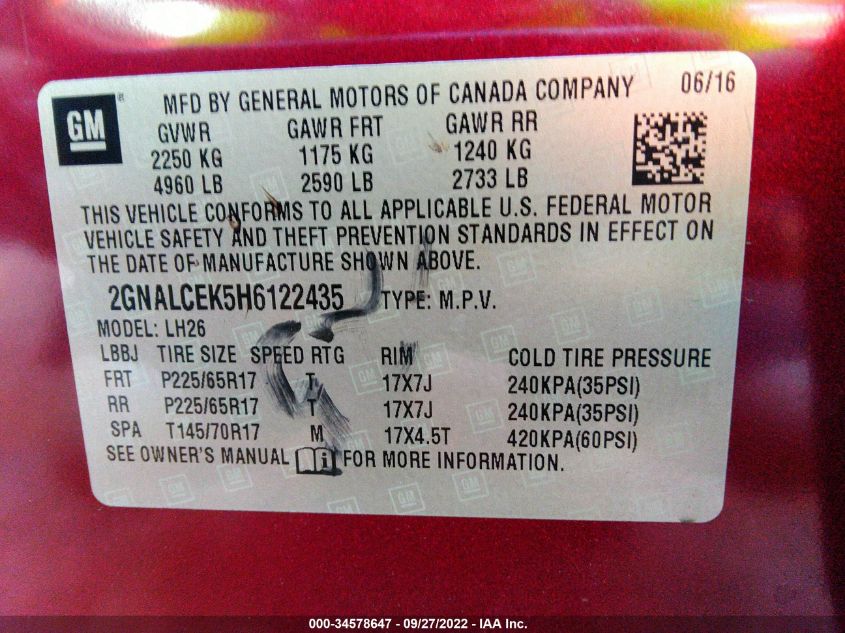 GM
MFD BY GENERAL MOTORS OF CANADA COMPANY 06/16
GVWR GAWR FRT GAWR RR
2250 KG 1175 KG 1240 KG
4960 LB 2590 LB 2733 LB
THIS VEHICLE CONFORMS TO ALL APPLICABLE U.S. FEDERAL MOTOR
VEHICLE SAFETY AND THEFT PREVENTION STANDARDS IN EFFECT ON
THE DATE OF MANUFACTURE SHOWN ABOVE.
2GNALCEK5H6122435 TYPE: M.P.V.
MODEL: LH26
LBBJ TIRE SIZE SPEED RTG RIM COLD TIRE PRESSURE
FRT P225/65R17 T 17X7J 240KPA(35PSI)
RR P225/65R17 T 17X7J 240KPA(35PSI)
SPA T145/70R17 M 17X4.5T 420KPA(60PSI)
SEE OWNER'S MANUAL i FOR MORE INFORMATION.
000-34578647 - 09/27/2022 - IAA Inc.